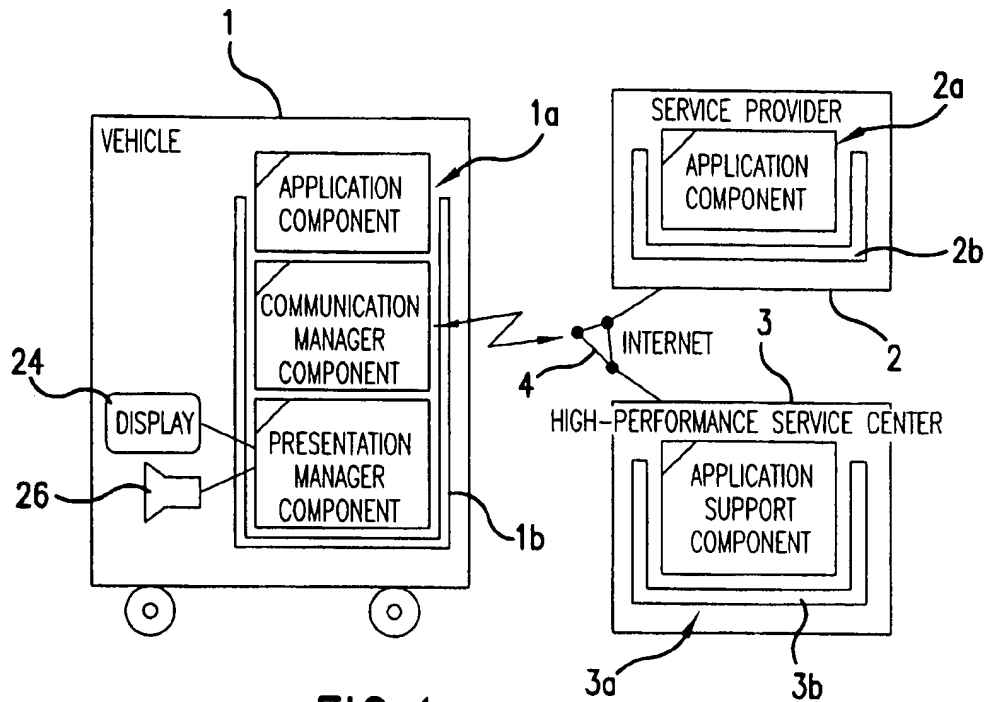 1
VEHICLE
1a
APPLICATION
COMPONENT
COMMUNICATION
MANAGER
COMPONENT
24
DISPLAY
26
PRESENTATION
MANAGER
COMPONENT
1b
SERVICE PROVIDER
2a
APPLICATION
COMPONENT
2b
2
INTERNET
4
3
HIGH-PERFORMANCE SERVICE CENTER
APPLICATION
SUPPORT
COMPONENT
3a
3b